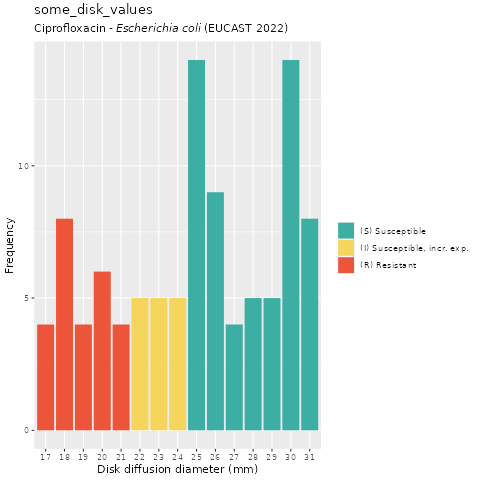 some_disk_values
Ciprofloxacin - Escherichia coli (EUCAST 2022)
Frequency
10
5
0
17 18 19 20 21 22 23 24 25 26 27 28 29 30 31
Disk diffusion diameter (mm)
(S) Susceptible
(I) Susceptible, incr. exp.
(R) Resistant